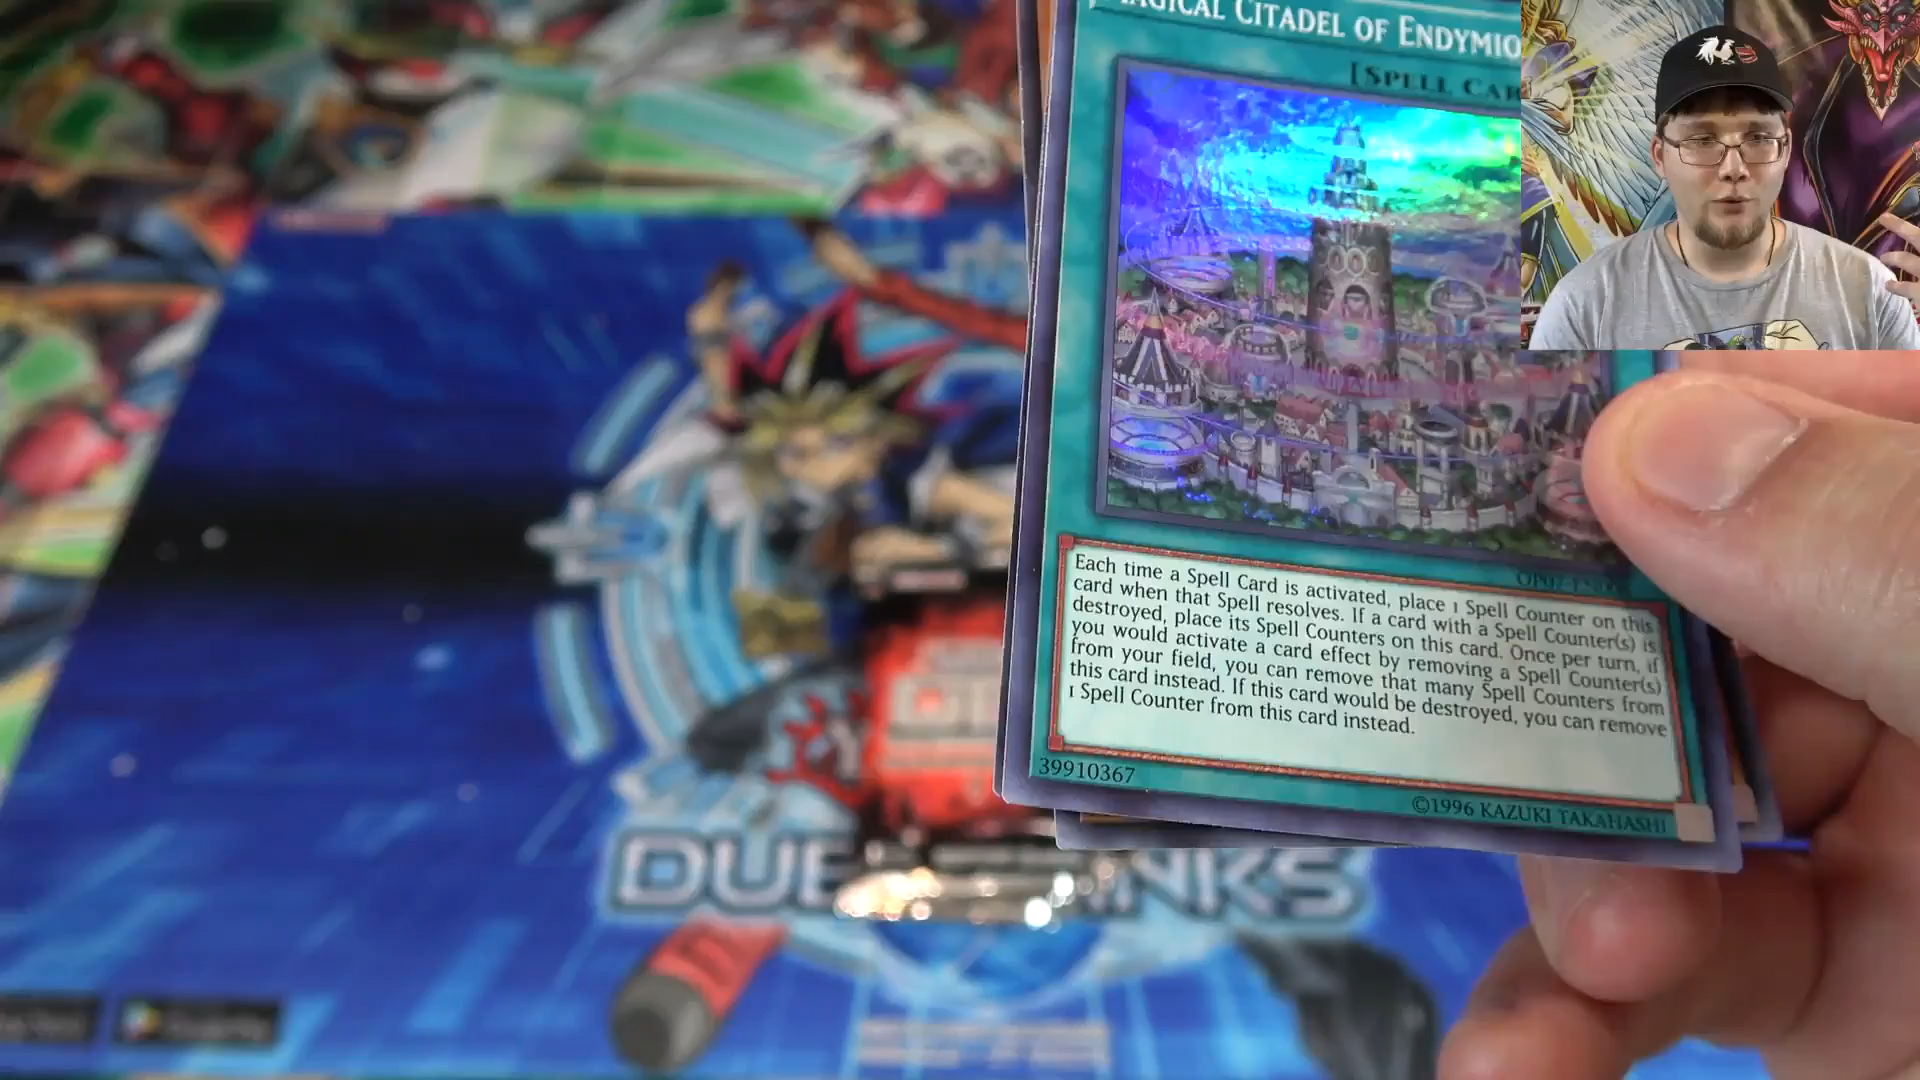 MAGICAL CITADEL OF ENDYMIO
[SPELL CAR
Each time a Spell Card is activated, place 1 Spell Counter on this
card when that Spell resolves. If a card with a Spell Counter(s) is
destroyed, place its Spell Counters on this card. Once per turn, if
you would activate a card effect by removing a Spell Counter(s)
from your field, you can remove that many Spell Counters from
this card instead. If this card would be destroyed, you can remove
1 Spell Counter from this card instead.
39910367
©1996 KAZUKI TAKAHASHI